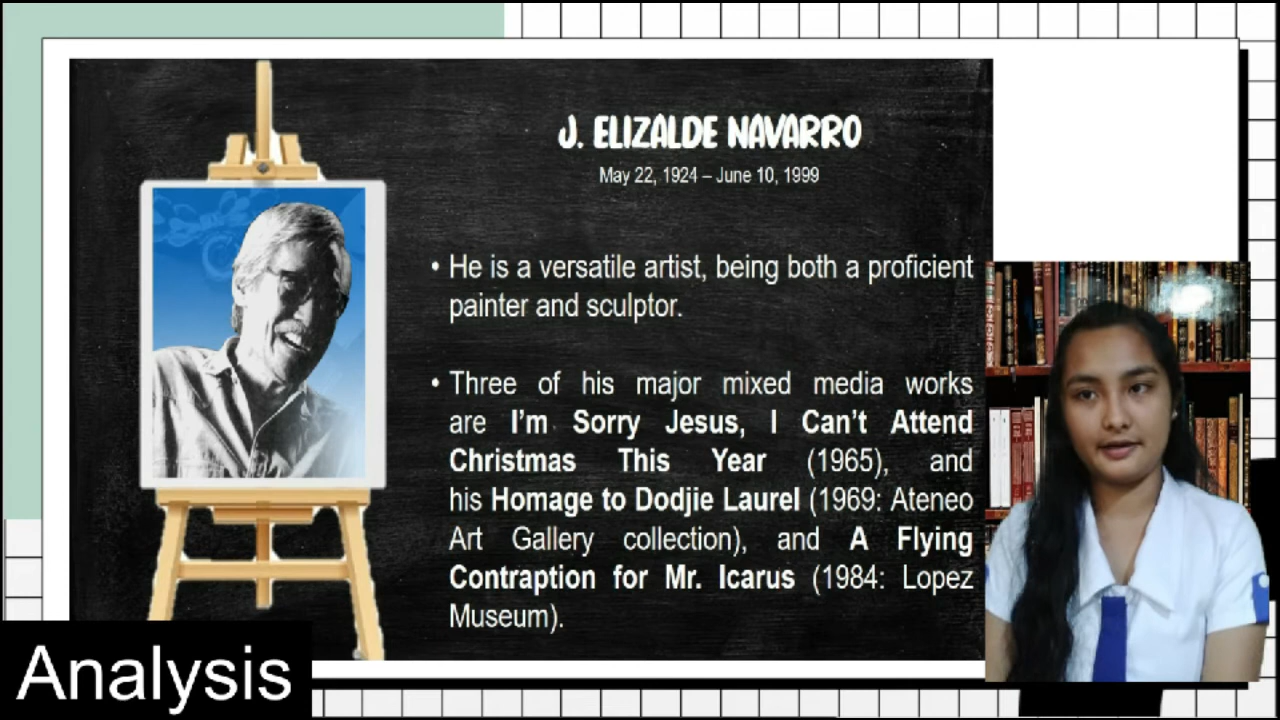 J. ELIZALDE NAVARRO
May 22, 1924 – June 10, 1999
• He is a versatile artist, being both a proficient
painter and sculptor.
• Three of his major mixed media works
are I’m Sorry Jesus, I Can’t Attend
Christmas This Year (1965), and
his Homage to Dodjie Laurel (1969: Ateneo
Art Gallery collection), and A Flying
Contraption for Mr. Icarus (1984: Lopez
Museum).
Analysis